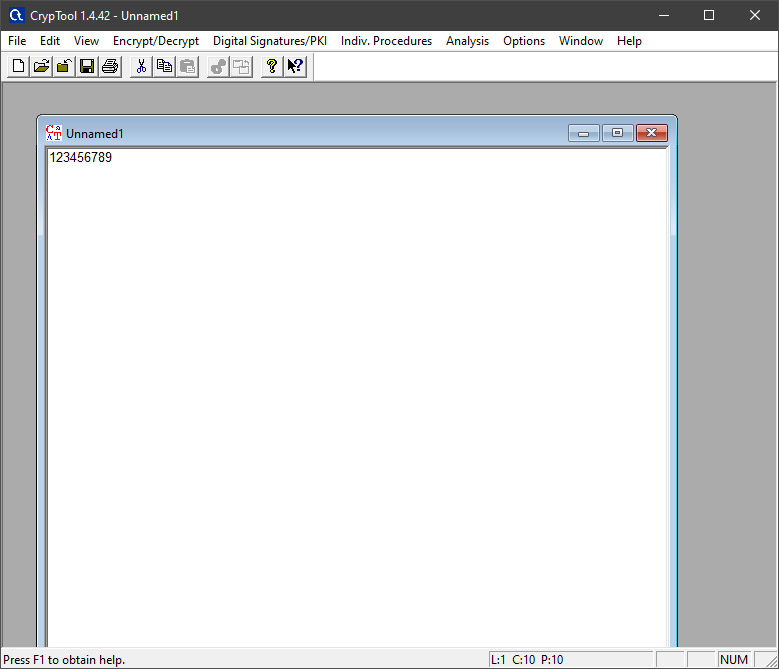 CrypTool 1.4.42 - Unnamed1
File Edit View Encrypt/Decrypt Digital Signatures/PKI Indiv. Procedures Analysis Options Window Help
Unnamed1
123456789
Press F1 to obtain help. L:1 C:10 P:10 NUM